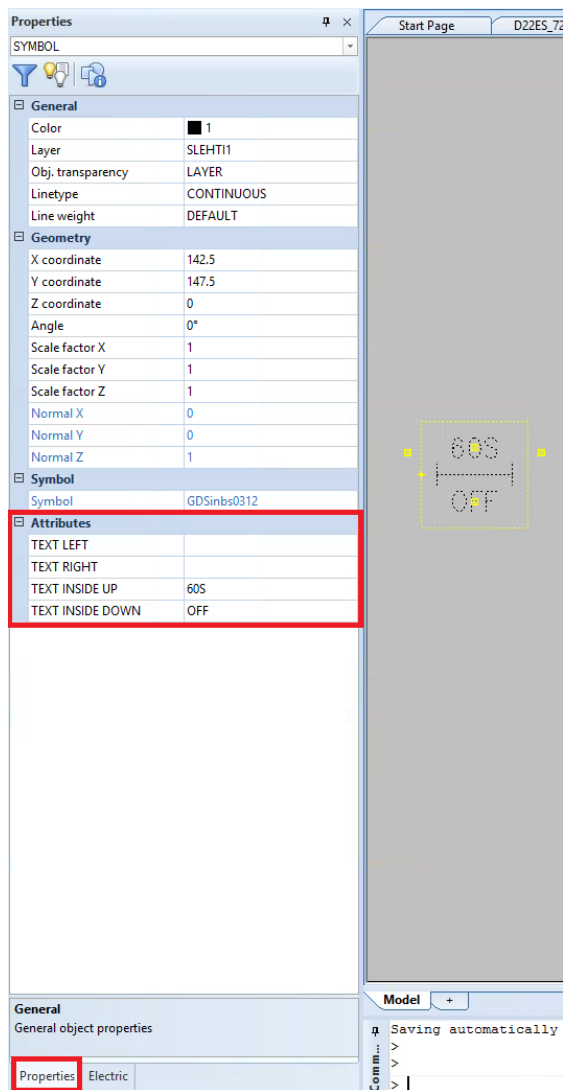 Properties
SYMBOL
General
Color 1
Layer SLEHTI1
Obj. transparency LAYER
Linetype CONTINUOUS
Line weight DEFAULT
Geometry
X coordinate 142.5
Y coordinate 147.5
Z coordinate 0
Angle 0°
Scale factor X 1
Scale factor Y 1
Scale factor Z 1
Normal X 0
Normal Y 0
Normal Z 1
Symbol
Symbol GDSinbs0312
Attributes
TEXT LEFT
TEXT RIGHT
TEXT INSIDE UP 60S
TEXT INSIDE DOWN OFF
General
General object properties
Properties Electric
Start Page D22ES_72
60S
OFF
Model +
Saving automatically
>
>
>
Comm...